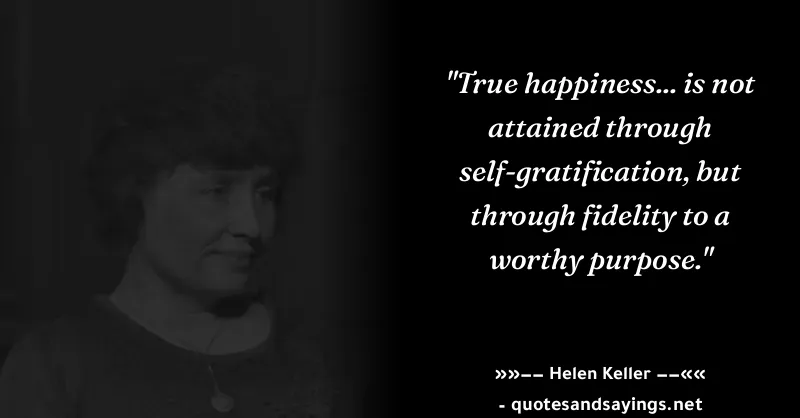 "True happiness... is not
attained through
self-gratification, but
through fidelity to a
worthy purpose."
»»−− Helen Keller −−««
- quotesandsayings.net